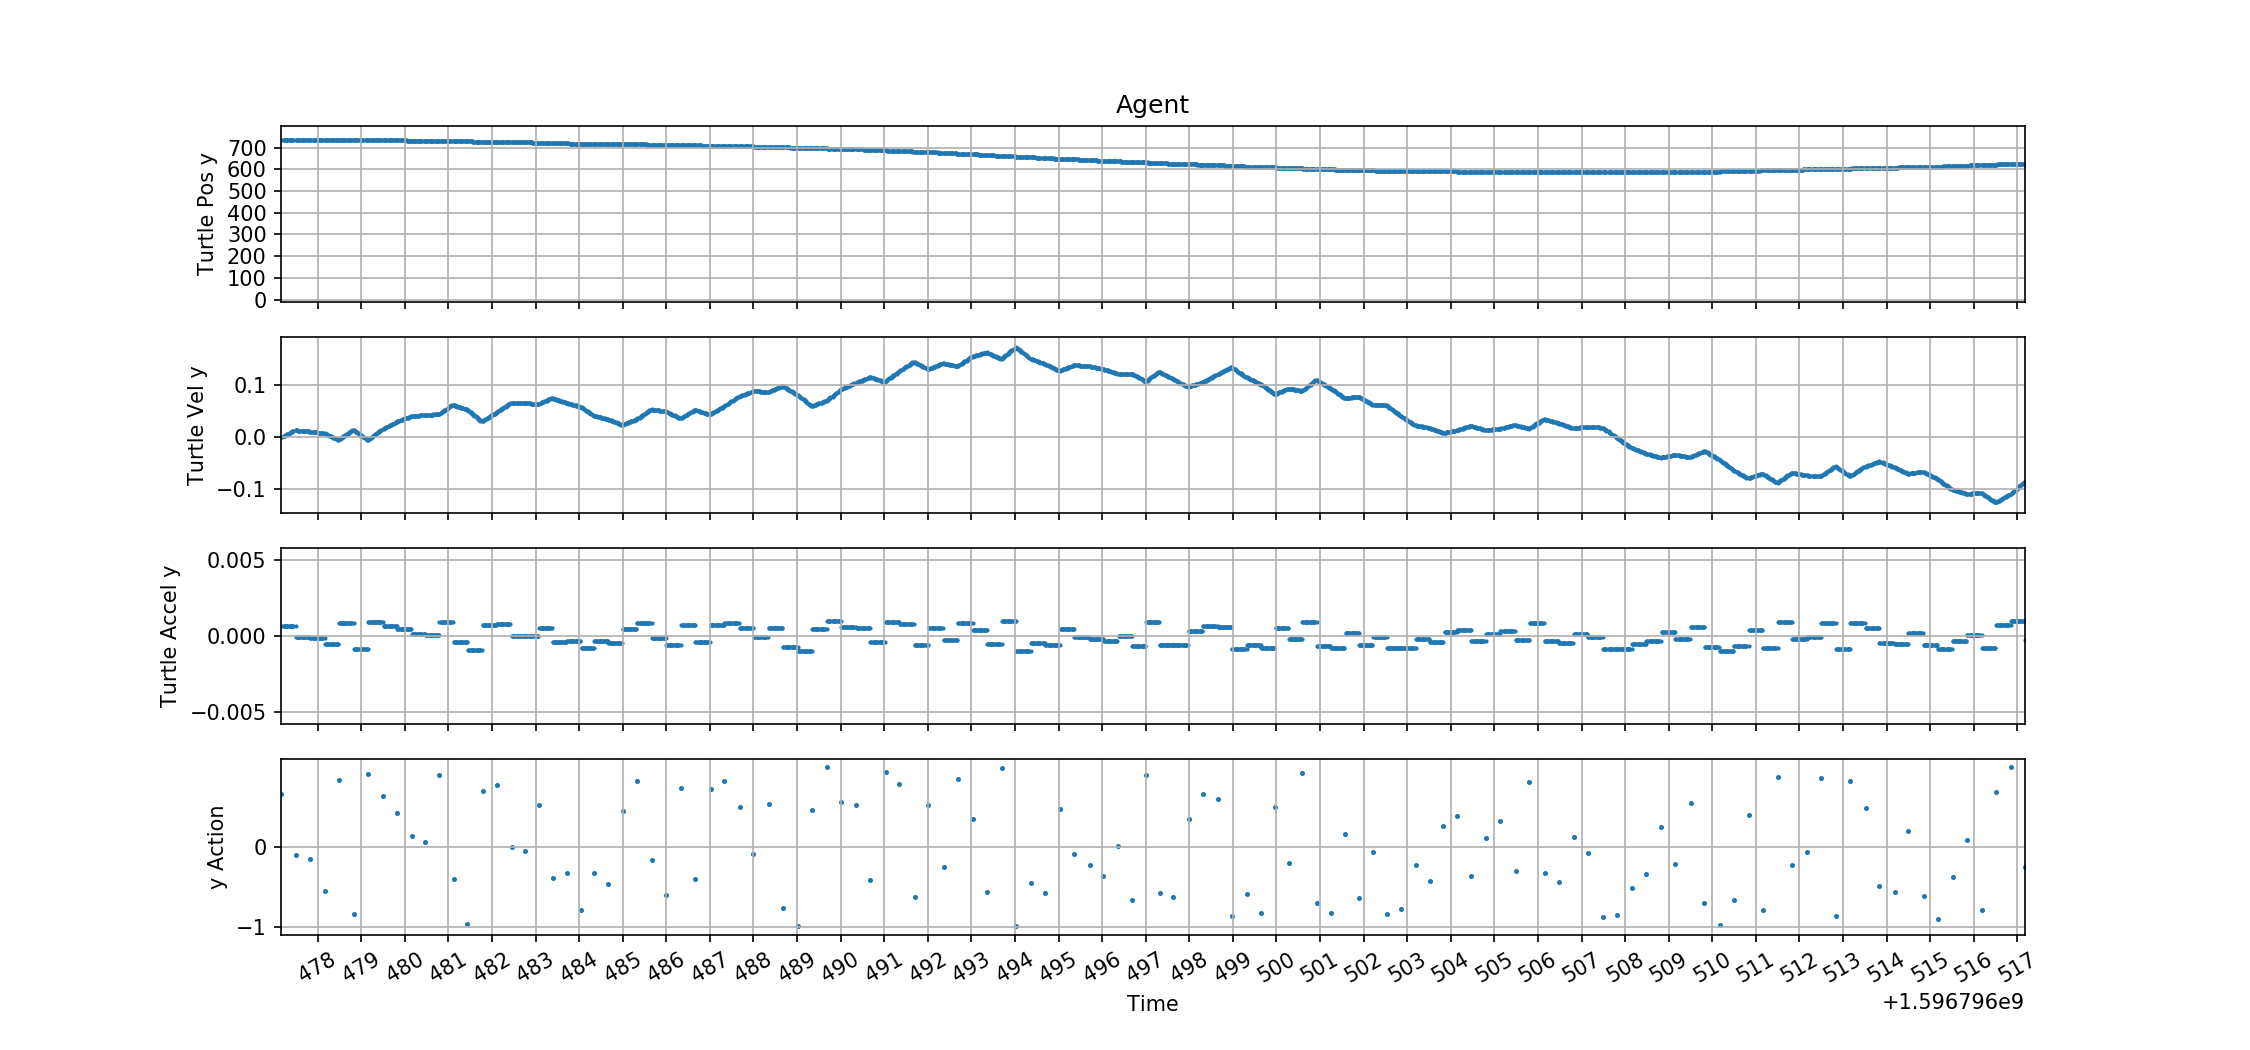 Agent
Turtle Pos y
700
600
500
400
300
200
100
0
Turtle Vel y
0.1
0.0
−0.1
Turtle Accel y
0.005
0.000
−0.005
y Action
0
−1
478 479 480 481 482 483 484 485 486 487 488 489 490 491 492 493 494 495 496 497 498 499 500 501 502 503 504 505 506 507 508 509 510 511 512 513 514 515 516 517
Time
+1.596796e9